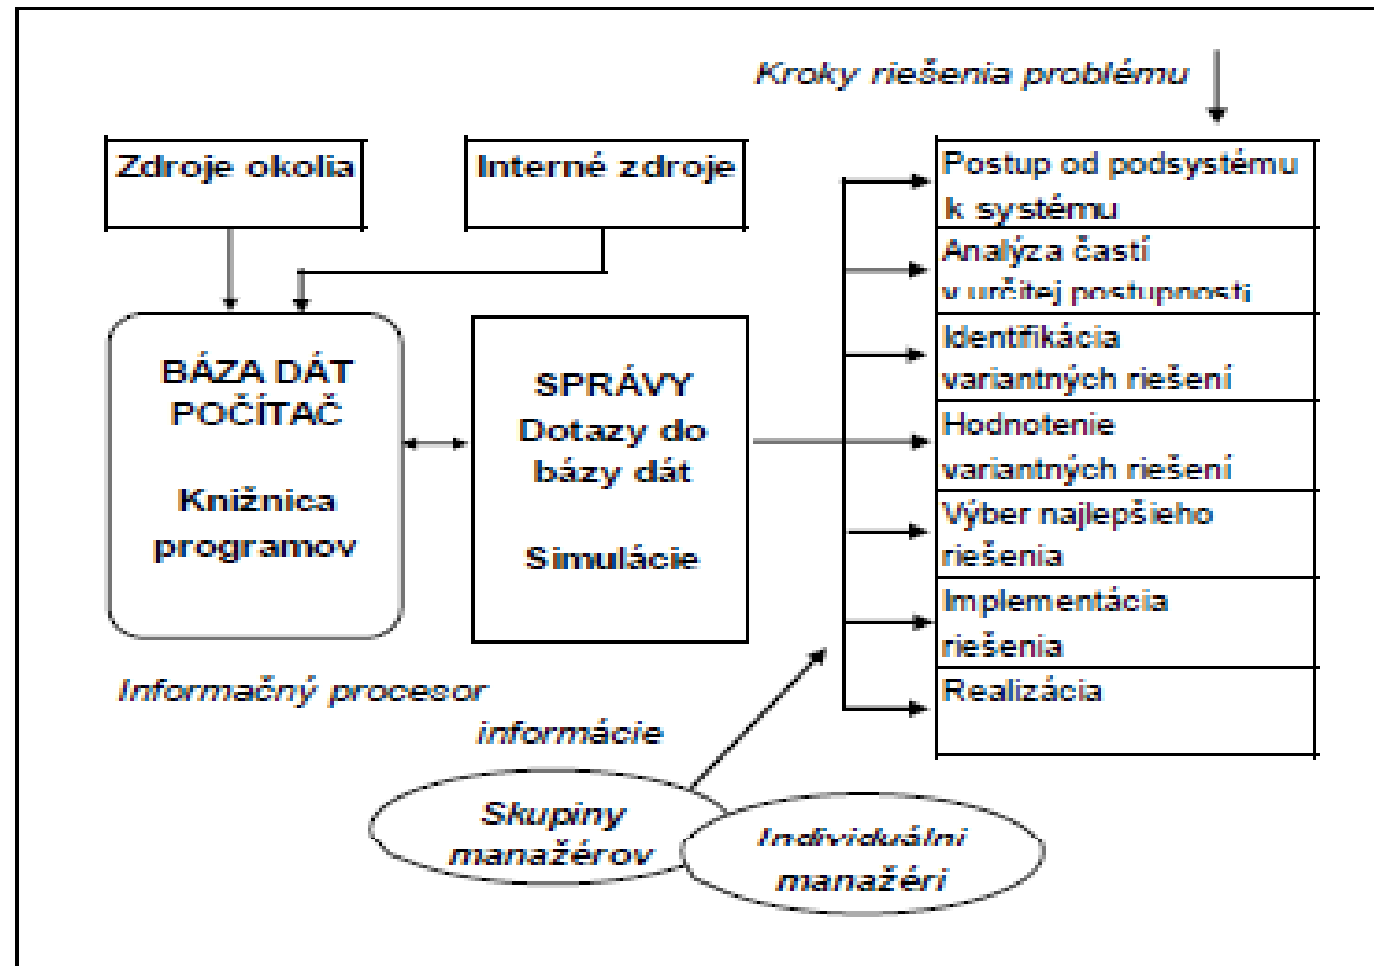 Kroky riešenia problému
Zdroje okolia
Interné zdroje
Postup od podsystému
k systému
Analýza častí
v určitej postupnosti
Identifikácia
variantných riešení
Hodnotenie
variantných riešení
Výber najlepšieho
riešenia
Implementácia
riešenia
Realizácia
BÁZA DÁT
POČÍTAČ
Knižnica
programov
SPRÁVY
Dotazy do
bázy dát
Simulácie
Informačný procesor
informácie
Skupiny
manažérov
Individuálni
manažéri